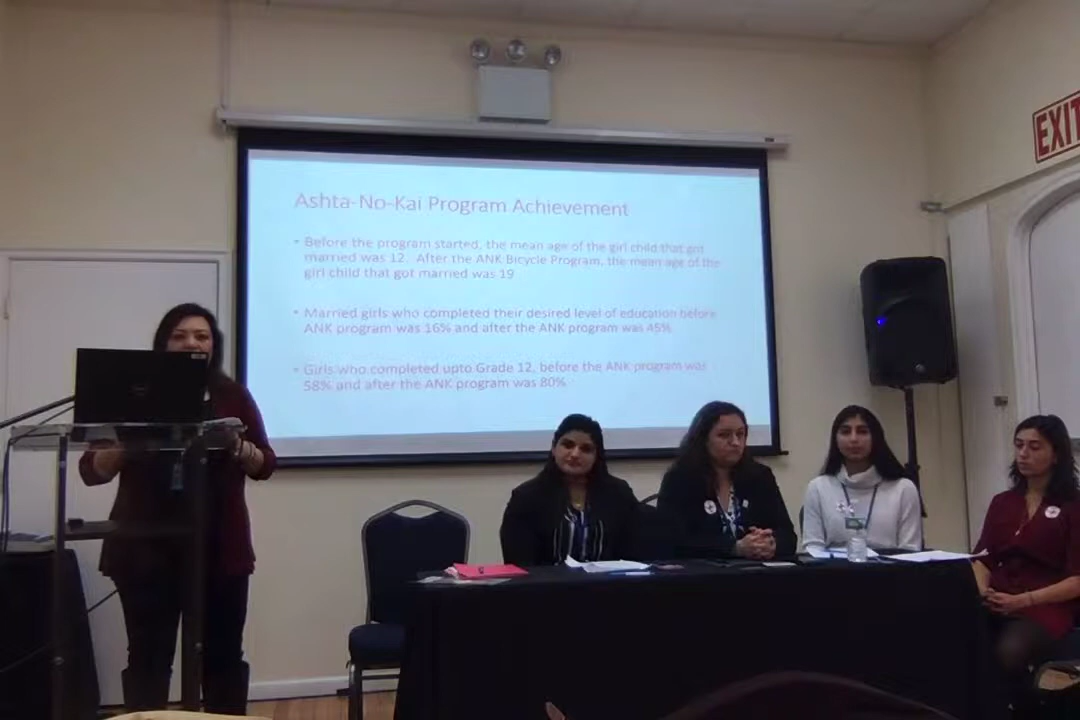 EXIT
Ashta-No-Kai Program Achievement
• Before the program started, the mean age of the girl child that got
married was 12. After the ANK Bicycle Program, the mean age of the
girl child that got married was 19
• Married girls who completed their desired level of education before
ANK program was 16% and after the ANK program was 45%
• Girls who completed upto Grade 12, before the ANK program was
58% and after the ANK program was 80%